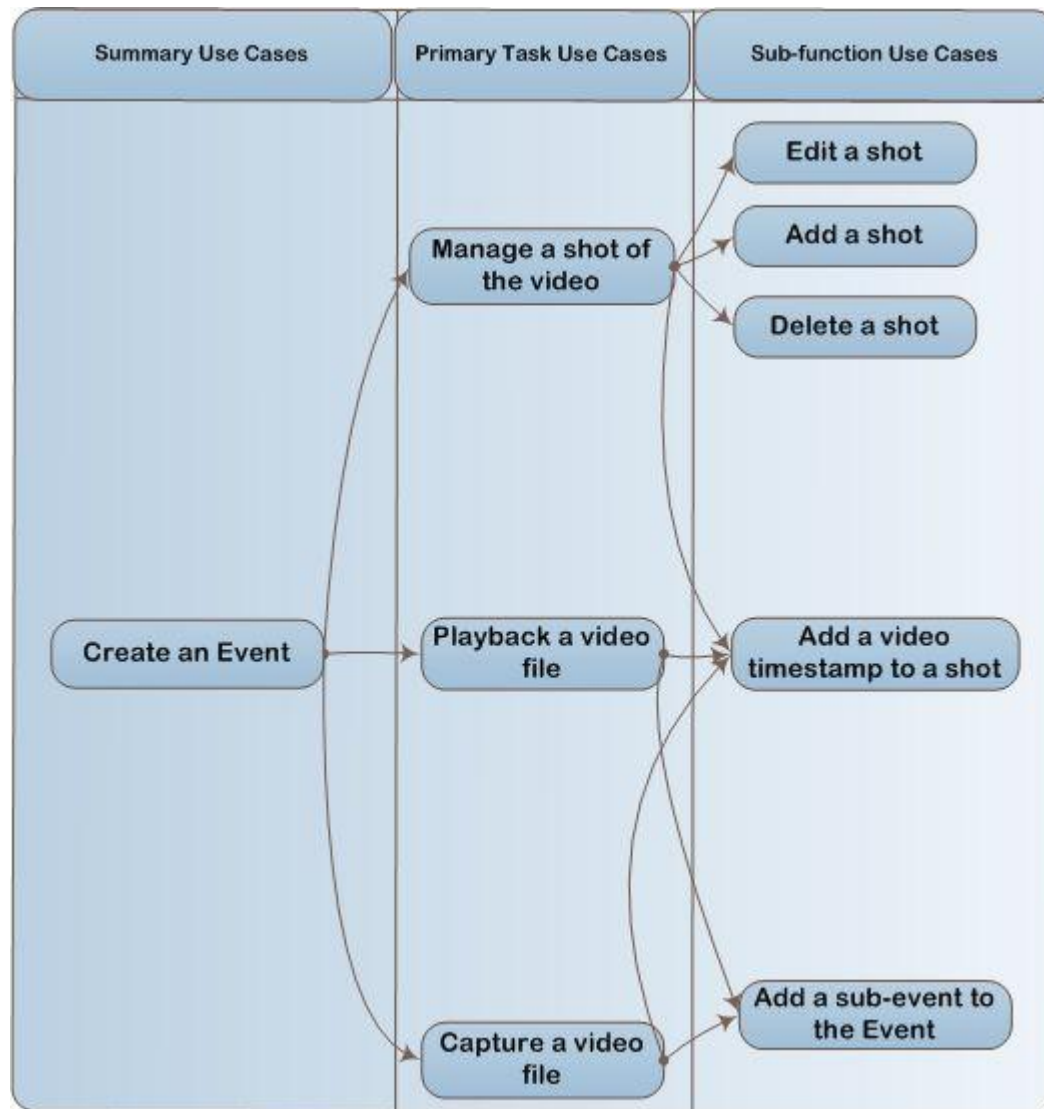 Summary Use Cases
Primary Task Use Cases
Sub-function Use Cases
Edit a shot
Add a shot
Manage a shot of
the video
Delete a shot
Create an Event
Playback a video
file
Add a video
timestamp to a shot
Add a sub-event to
the Event
Capture a video
file